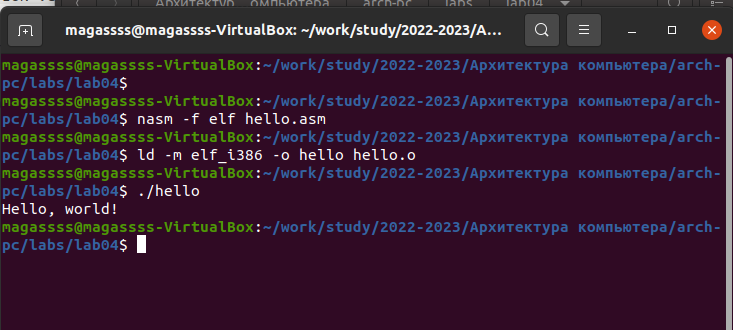 magassss@magassss-VirtualBox: ~/work/study/2022-2023/А...
magassss@magassss-VirtualBox:~/work/study/2022-2023/Архитектура компьютера/arch-
pc/labs/lab04$
magassss@magassss-VirtualBox:~/work/study/2022-2023/Архитектура компьютера/arch-
pc/labs/lab04$ nasm -f elf hello.asm
magassss@magassss-VirtualBox:~/work/study/2022-2023/Архитектура компьютера/arch-
pc/labs/lab04$ ld -m elf_i386 -o hello hello.o
magassss@magassss-VirtualBox:~/work/study/2022-2023/Архитектура компьютера/arch-
pc/labs/lab04$ ./hello
Hello, world!
magassss@magassss-VirtualBox:~/work/study/2022-2023/Архитектура компьютера/arch-
pc/labs/lab04$